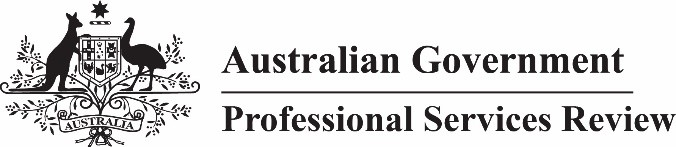 AUSTRALIA
Australian Government
Professional Services Review